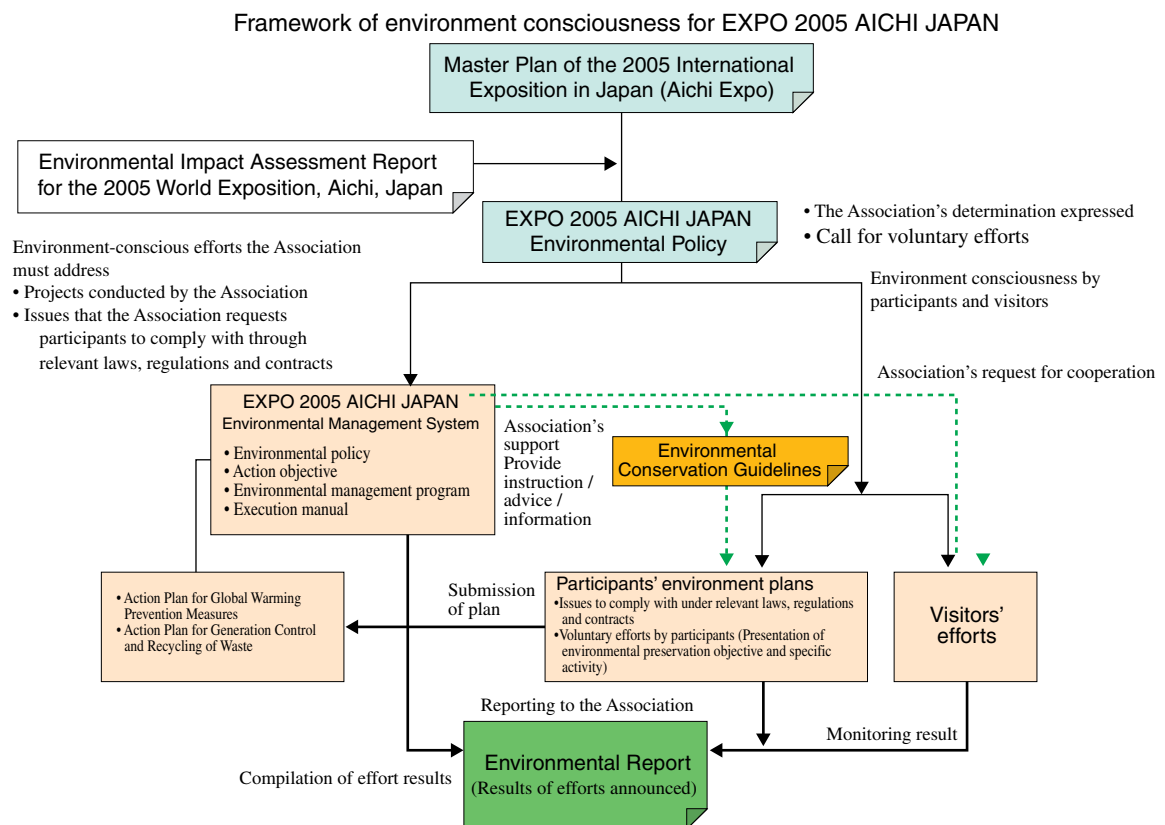 Framework of environment consciousness for EXPO 2005 AICHI JAPAN
Master Plan of the 2005 International
Exposition in Japan (Aichi Expo)
Environmental Impact Assessment Report
for the 2005 World Exposition, Aichi, Japan
EXPO 2005 AICHI JAPAN
Environmental Policy
• The Association’s determination expressed
• Call for voluntary efforts
Environment-conscious efforts the Association
must address
• Projects conducted by the Association
• Issues that the Association requests
participants to comply with through
relevant laws, regulations and contracts
Environment consciousness by
participants and visitors
Association’s request for cooperation
EXPO 2005 AICHI JAPAN
Environmental Management System
• Environmental policy
• Action objective
• Environmental management program
• Execution manual
Association’s
support
Provide
instruction /
advice /
information
Environmental
Conservation Guidelines
• Action Plan for Global Warming
Prevention Measures
• Action Plan for Generation Control
and Recycling of Waste
Submission
of plan
Participants’ environment plans
•Issues to comply with under relevant laws, regulations
and contracts
•Voluntary efforts by participants (Presentation of
environmental preservation objective and specific
activity)
Visitors’
efforts
Reporting to the Association
Monitoring result
Compilation of effort results
Environmental Report
(Results of efforts announced)